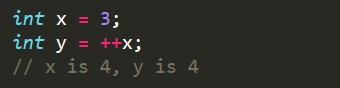 int x = 3;
int y = ++x;
// x is 4, y is 4